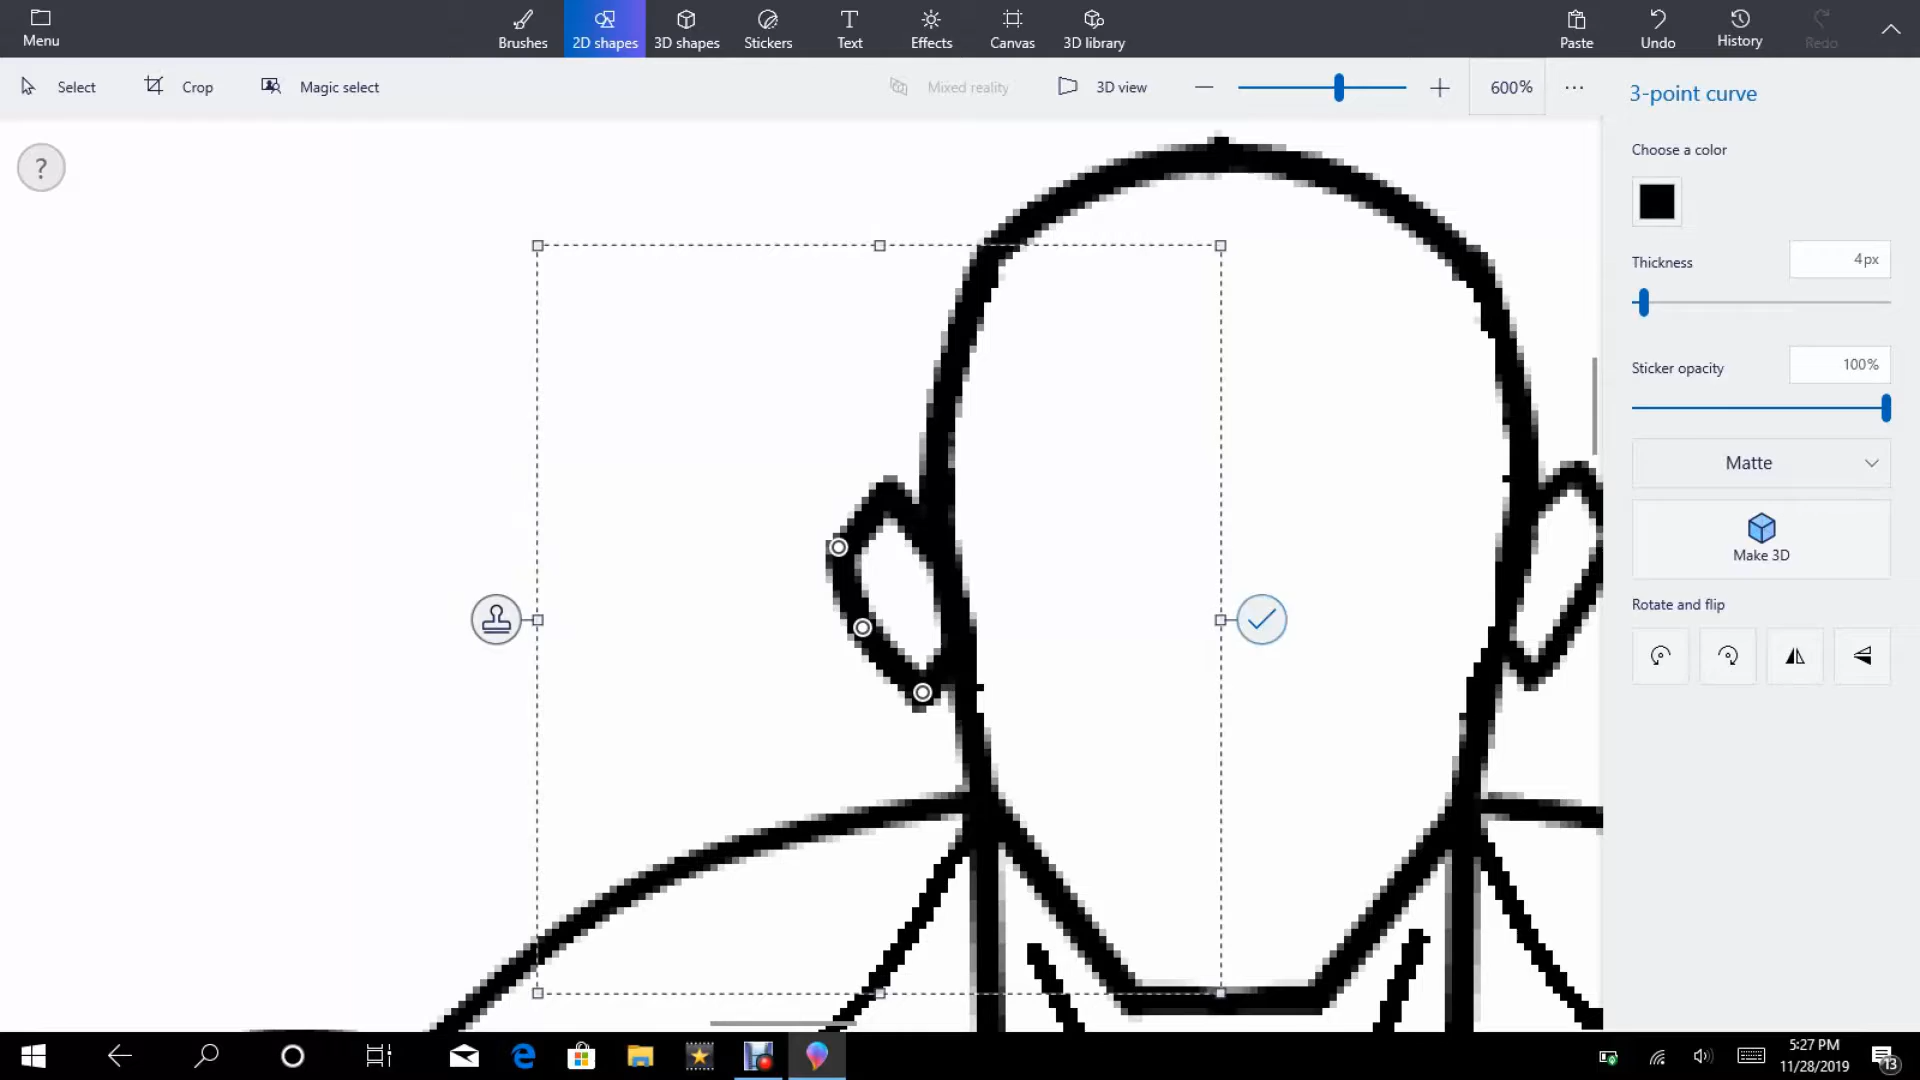 Menu
Brushes
2D shapes
3D shapes
Stickers
Text
Effects
Canvas
3D library
Paste
Undo
History
Redo
Select
Crop
Magic select
Mixed reality
3D view
600%
3-point curve
?
Choose a color
Thickness
4px
Sticker opacity
100%
Matte
Make 3D
Rotate and flip
5:27 PM
11/28/2019
13